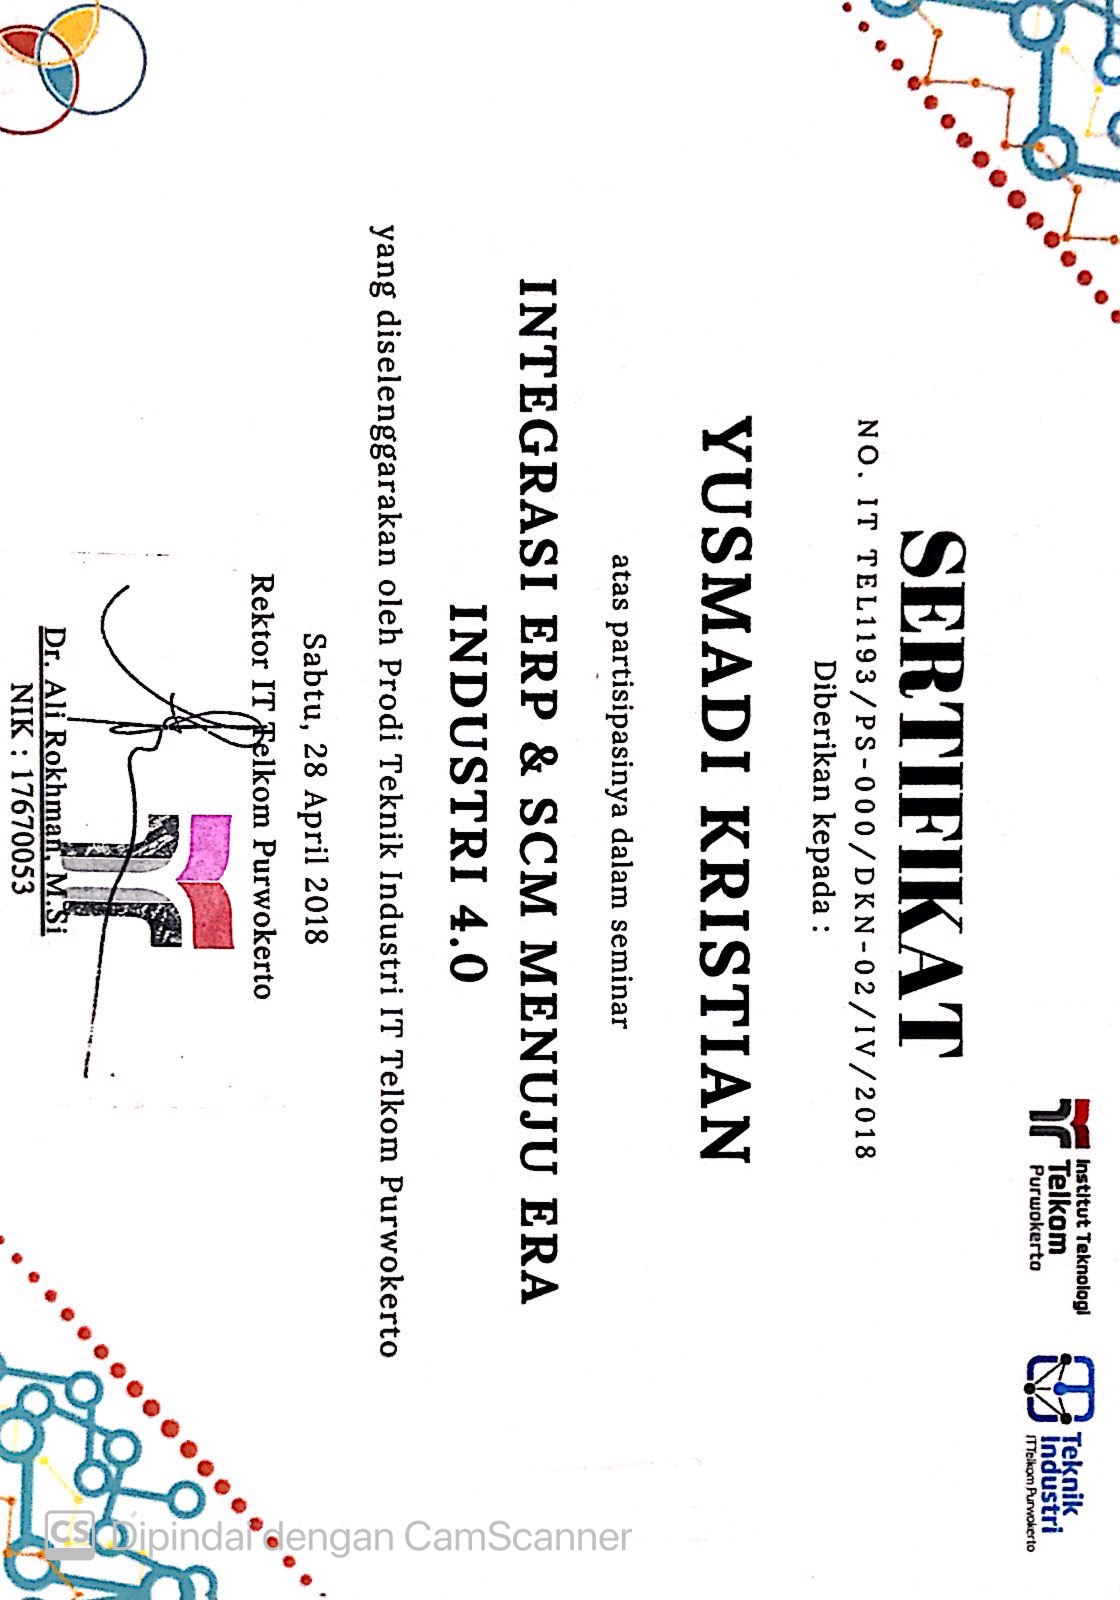 Institut Teknologi
Telkom
Purwokerto
Teknik
Industri
ITTelkom Purwokerto
SERTIFIKAT
NO. IT TEL1193/PS-000/DKN-02/IV/2018
Diberikan kepada :
YUSMADI KRISTIAN
atas partisipasinya dalam seminar
INTEGRASI ERP & SCM MENUJU ERA
INDUSTRI 4.0
yang diselenggarakan oleh Prodi Teknik Industri IT Telkom Purwokerto
Sabtu, 28 April 2018
Rektor IT Telkom Purwokerto
Dr. Ali Rokhman, M.Si
NIK : 17670053
CS Dipindai dengan CamScanner